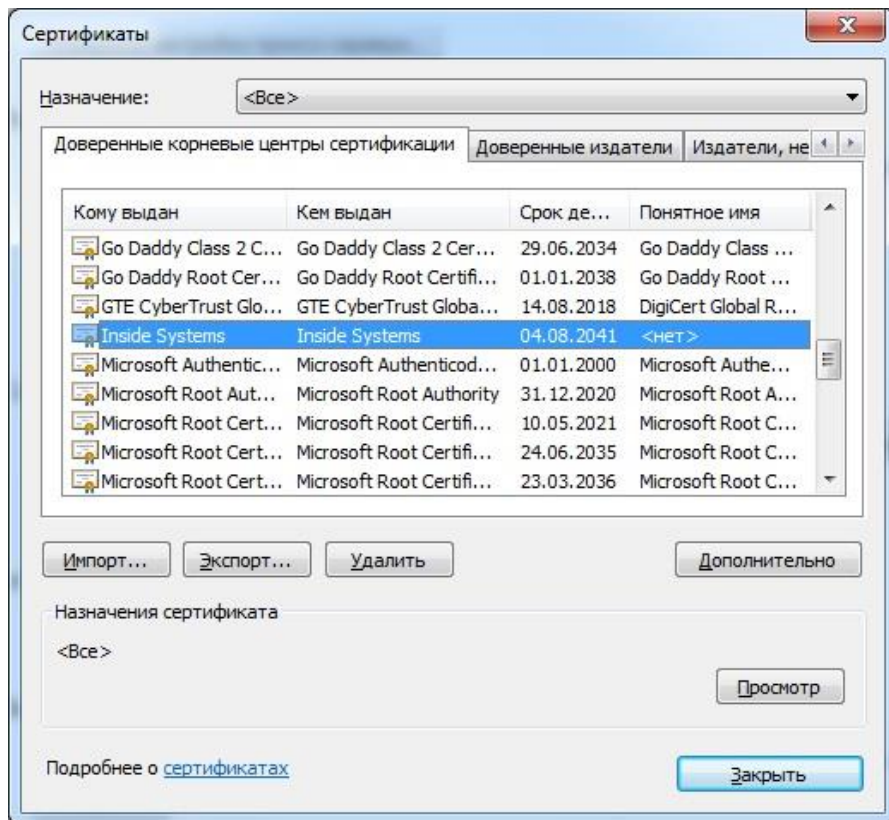 Сертификаты
Назначение: <Все>
Доверенные корневые центры сертификации Доверенные издатели Издатели, не
Кому выдан Кем выдан Срок де... Понятное имя
Go Daddy Class 2 C... Go Daddy Class 2 Cer... 29.06.2034 Go Daddy Class ...
Go Daddy Root Cer... Go Daddy Root Certifi... 01.01.2038 Go Daddy Root ...
GTE CyberTrust Glo... GTE CyberTrust Globa... 14.08.2018 DigiCert Global R...
Inside Systems Inside Systems 04.08.2041 <нет>
Microsoft Authentic... Microsoft Authenticod... 01.01.2000 Microsoft Authe...
Microsoft Root Aut... Microsoft Root Authority 31.12.2020 Microsoft Root A...
Microsoft Root Cert... Microsoft Root Certifi... 10.05.2021 Microsoft Root C...
Microsoft Root Cert... Microsoft Root Certifi... 24.06.2035 Microsoft Root C...
Microsoft Root Cert... Microsoft Root Certifi... 23.03.2036 Microsoft Root C...
Импорт... Экспорт... Удалить Дополнительно
Назначения сертификата
<Все>
Просмотр
Подробнее о сертификатах
Закрыть